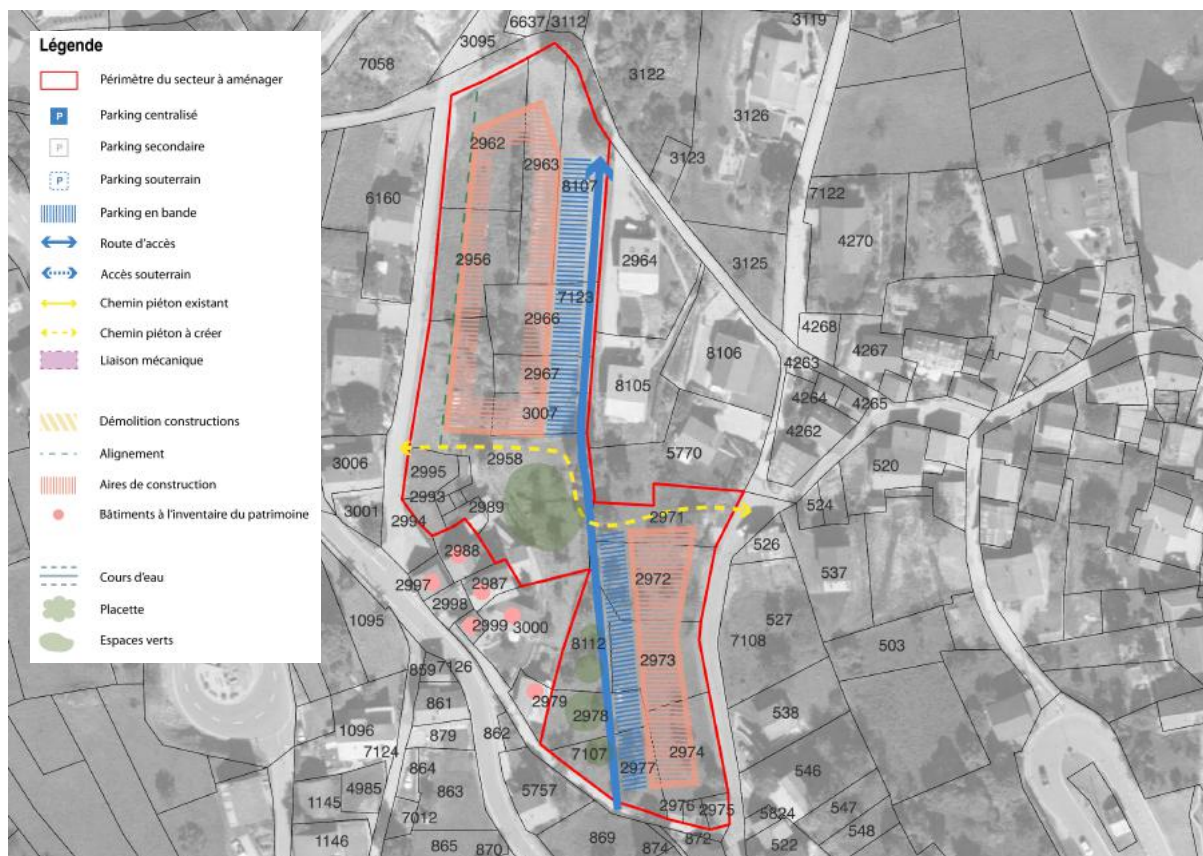 Légende
Périmètre du secteur à aménager
P Parking centralisé
P Parking secondaire
P Parking souterrain
Parking en bande
Route d'accès
Accès souterrain
Chemin piéton existant
Chemin piéton à créer
Liaison mécanique
Démolition constructions
Alignement
Aires de construction
Bâtiments à l'inventaire du patrimoine
Cours d'eau
Placette
Espaces verts
6637 3112 3119
3095
7058 3122
3126
2962 2963 3123
8107 7122
6160
4270
2956 2964 3125
7123
2966 4268
8106 4267
2967 4263
8105 4264 4265
3007
4262
2958 5770
3006 2995 520
2993 2989
3001 524
2994 2971
526
2988 2972 537
2997 2987
2998
2999 3000 527
1095
8112 7108 503
859 7126 2973
2979
861 538
2978
1096 879 862
7124 7107 2974
864 2977 546
4985 863 5757
1145 2976 2975 547
7012 5824
869 872 548
1146 865 870 874 522